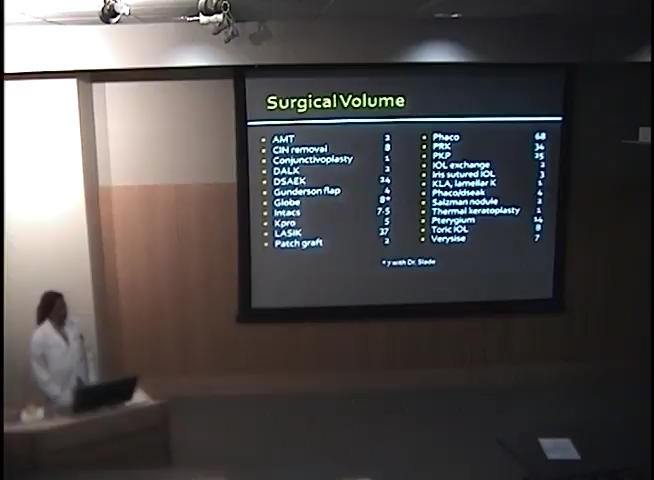 Surgical Volume
AMT 2
CIN removal 8
Conjunctivoplasty 1
DALK 2
DSAEK 24
Gunderson flap 4
Globe 8*
Intacs 7.5
Kpro 5
LASIK 37
Patch graft 2
Phaco 68
PRK 34
PKP 25
IOL exchange 2
Iris sutured IOL 3
KLA, lamellar K 1
Phaco/dseak 4
Salzman nodule 2
Thermal keratoplasty 1
Pterygium 14
Toric IOL 8
Verysise 7
* 7 with Dr. Slade